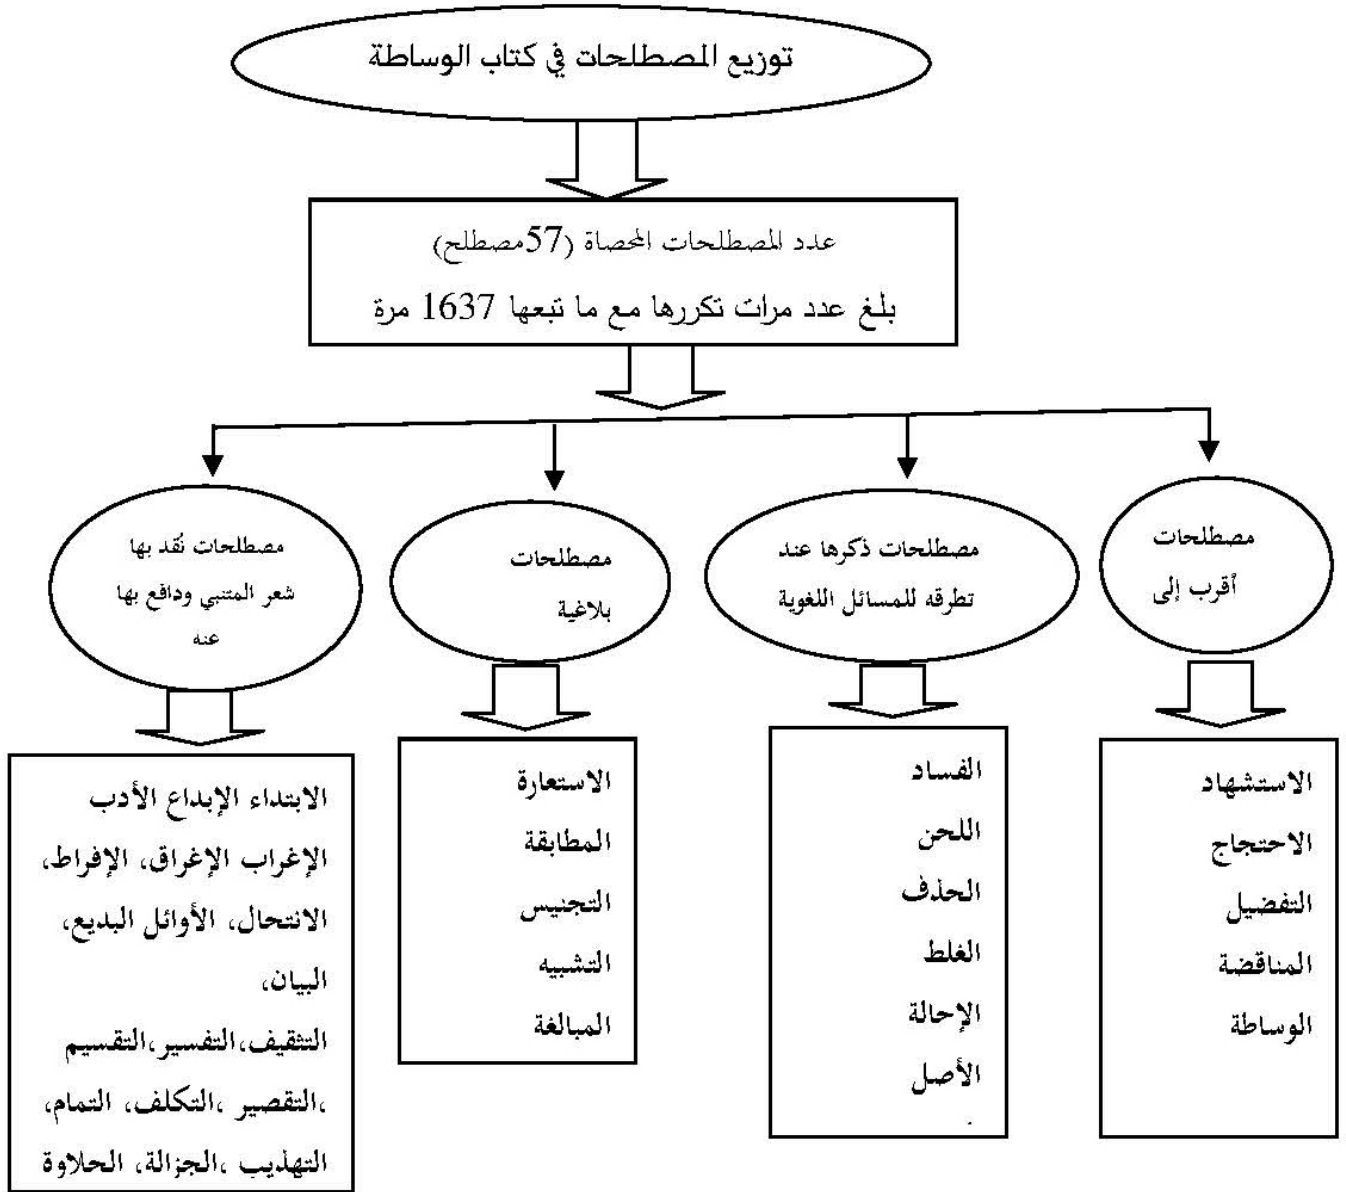 توزيع المصطلحات في كتاب الوساطة
عدد المصطلحات المحصاة (57مصطلح)
بلغ عدد مرات تكررها مع ما تبعها 1637 مرة
مصطلحات
أقرب إلى
مصطلحات ذكرها عند
تطرقه للمسائل اللغوية
مصطلحات
بلاغية
مصطلحات نُقد بها
شعر المتنبي ودافع بها
عنه
الاستشهاد
الاحتجاج
التفضيل
المناقضة
الوساطة
الفساد
اللحن
الحذف
الغلط
الإحالة
الأصل
الاستعارة
المطابقة
التجنيس
التشبيه
المبالغة
الابتداء الإبداع الأدب
الإغراب الإغراق، الإفراط،
الانتحال، الأوائل البديع،
البيان،
التثقيف،التفسير،التقسيم
،التقصير ،التكلف، التمام،
التهذيب ،الجزالة، الحلاوة